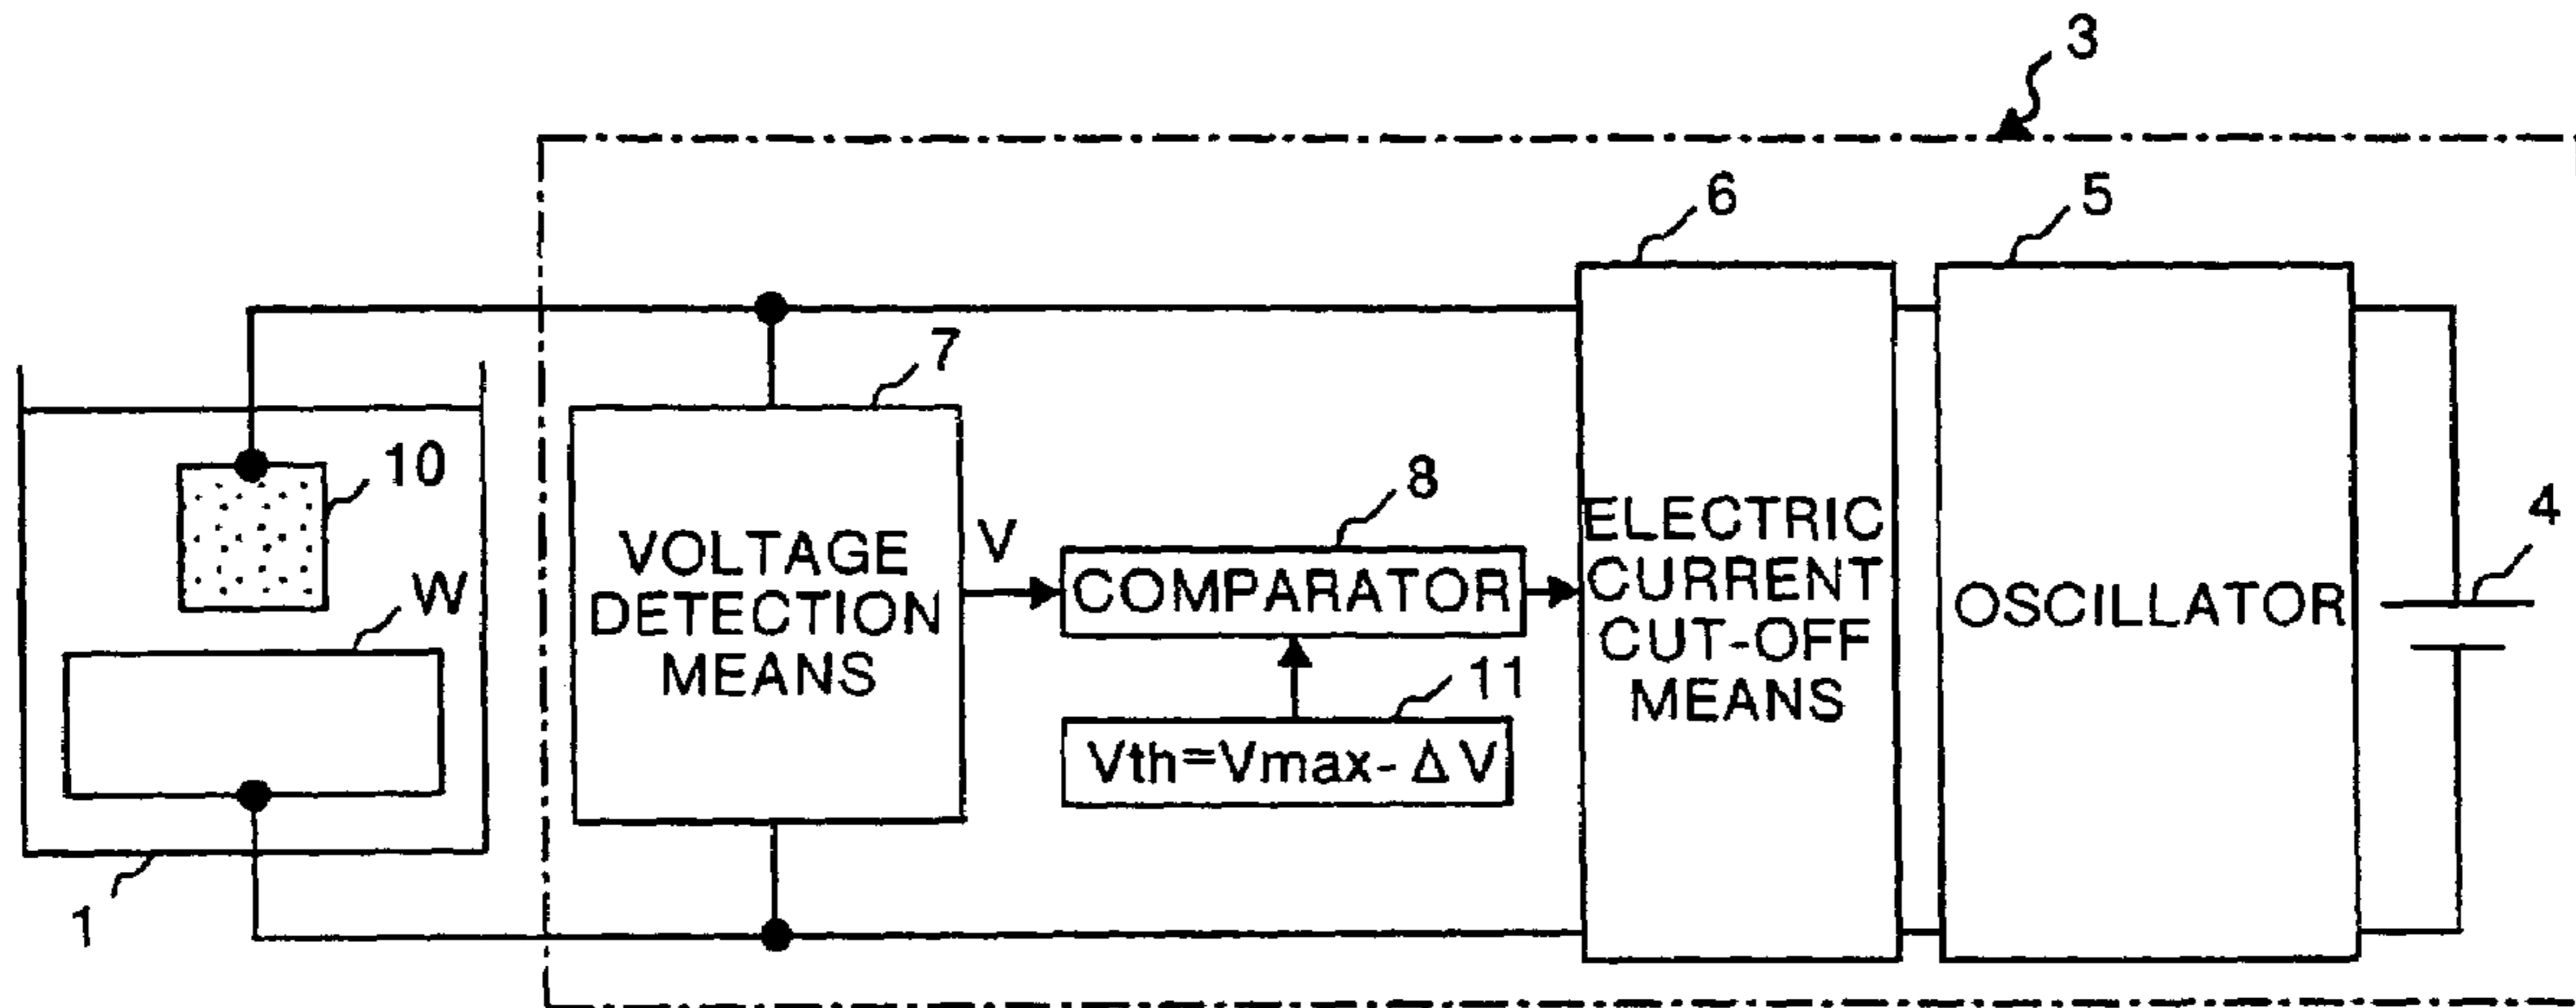 3
6
5
7
10
8
4
V
ELECTRIC
CURRENT
CUT-OFF
MEANS
VOLTAGE
DETECTION
MEANS
COMPARATOR
OSCILLATOR
W
11
Vth=Vmax-ΔV
1